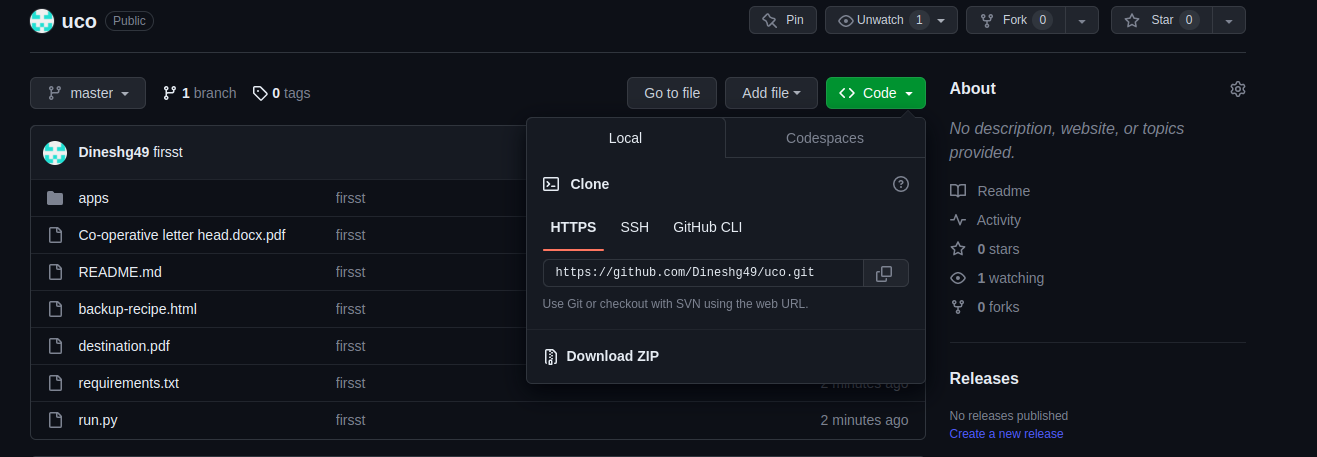 uco Public Pin Unwatch 1 Fork 0 Star 0
master 1 branch 0 tags Go to file Add file Code
Dineshg49 firsst
apps firsst
Co-operative letter head.docx.pdf firsst
README.md firsst
backup-recipe.html firsst
destination.pdf firsst
requirements.txt firsst 2 minutes ago
run.py firsst 2 minutes ago
Local Codespaces
Clone
HTTPS SSH GitHub CLI
https://github.com/Dineshg49/uco.git
Use Git or checkout with SVN using the web URL.
Download ZIP
About
No description, website, or topics
provided.
Readme
Activity
0 stars
1 watching
0 forks
Releases
No releases published
Create a new release